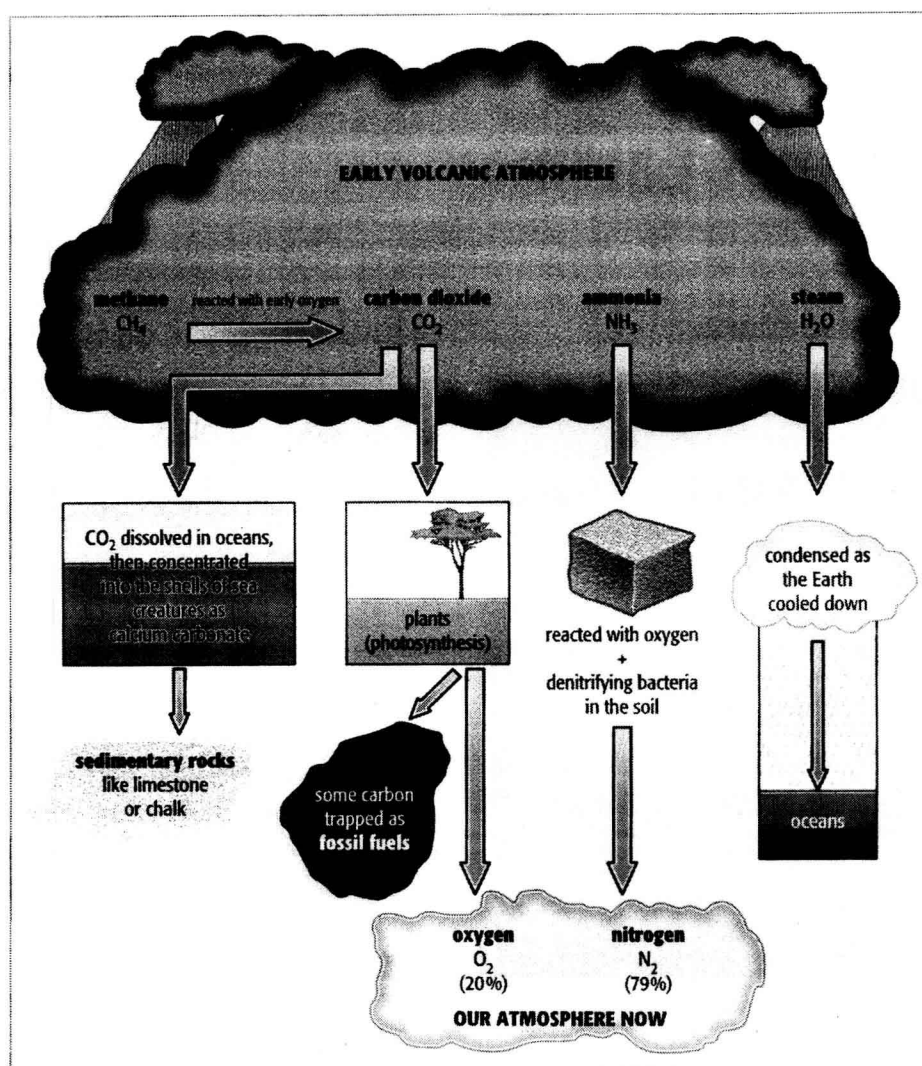 EARLY VOLCANIC ATMOSPHERE
methane
CH₄
reacted with early oxygen
carbon dioxide
CO₂
ammonia
NH₃
steam
H₂O
CO₂ dissolved in oceans,
then concentrated
into the shells of sea
creatures as
calcium carbonate
sedimentary rocks
like limestone
or chalk
plants
(photosynthesis)
some carbon
trapped as
fossil fuels
reacted with oxygen
+
denitrifying bacteria
in the soil
condensed as
the Earth
cooled down
oceans
oxygen
O₂
(20%)
nitrogen
N₂
(79%)
OUR ATMOSPHERE NOW